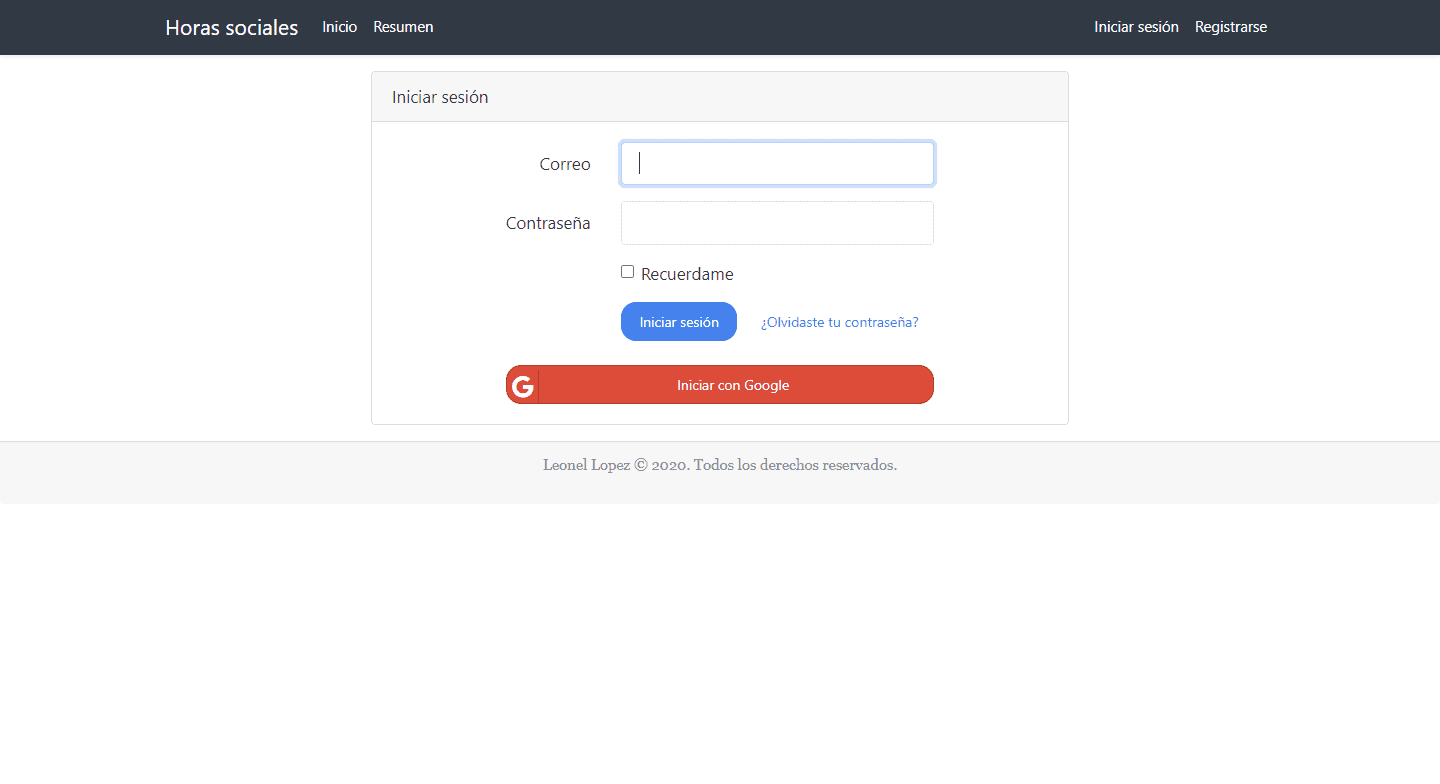 Horas sociales Inicio Resumen Iniciar sesión Registrarse
Iniciar sesión
Correo
Contraseña
Recuerdame
Iniciar sesión ¿Olvidaste tu contraseña?
G Iniciar con Google
Leonel Lopez © 2020. Todos los derechos reservados.